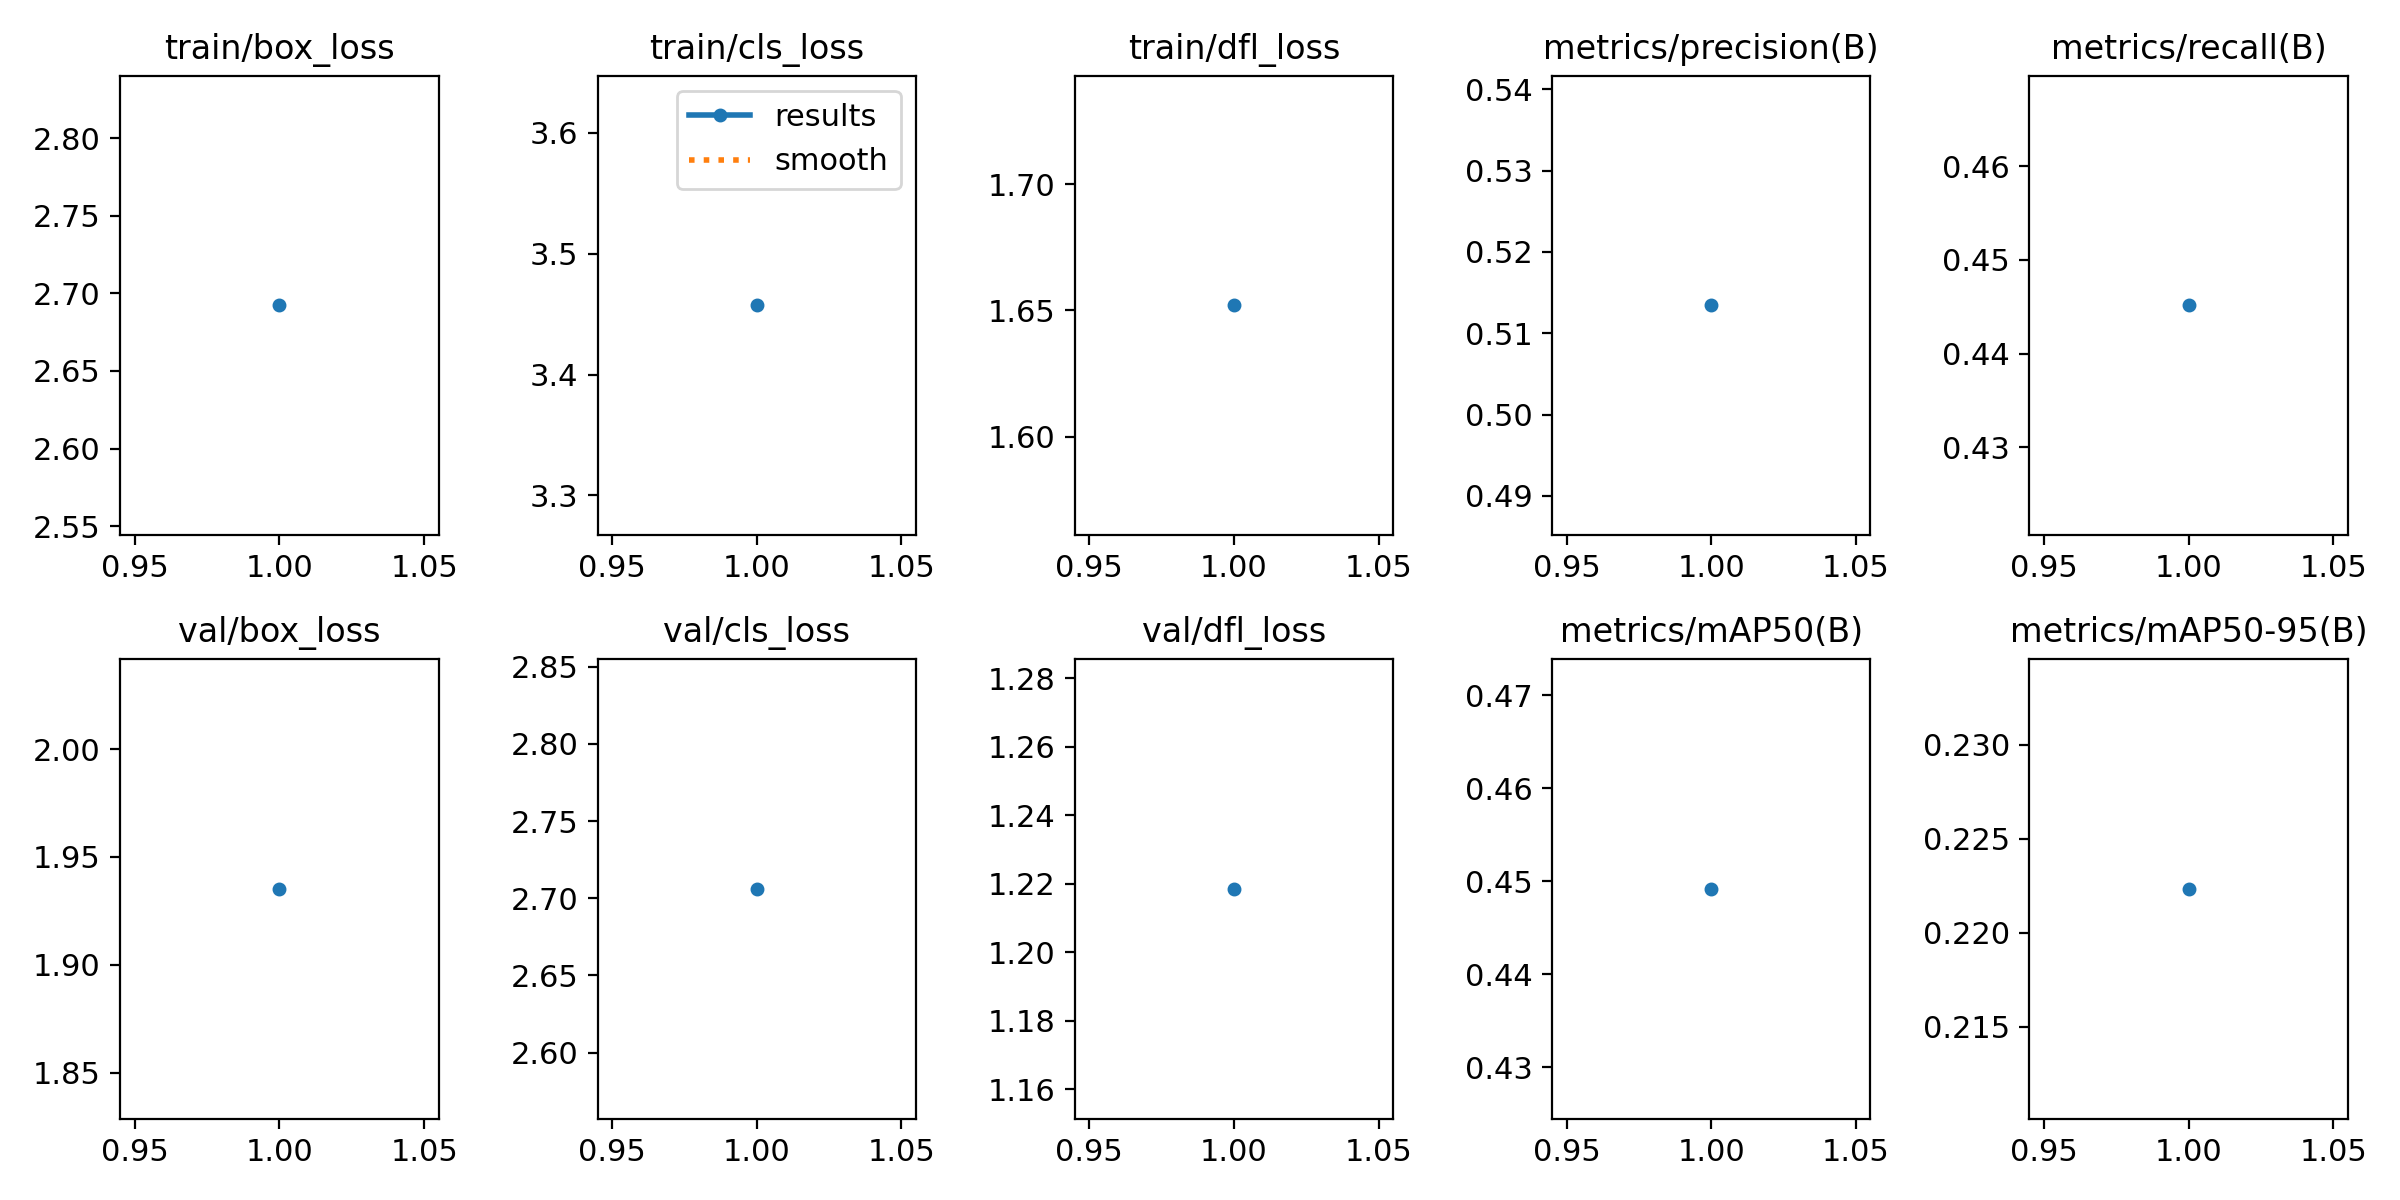 train/box_loss
train/cls_loss
train/dfl_loss
metrics/precision(B)
metrics/recall(B)
2.80
2.75
2.70
2.65
2.60
2.55
0.95 1.00 1.05
results
smooth
3.6
3.5
3.4
3.3
0.95 1.00 1.05
1.70
1.65
1.60
0.95 1.00 1.05
0.54
0.53
0.52
0.51
0.50
0.49
0.95 1.00 1.05
0.46
0.45
0.44
0.43
0.95 1.00 1.05
val/box_loss
val/cls_loss
val/dfl_loss
metrics/mAP50(B)
metrics/mAP50-95(B)
2.00
1.95
1.90
1.85
0.95 1.00 1.05
2.85
2.80
2.75
2.70
2.65
2.60
0.95 1.00 1.05
1.28
1.26
1.24
1.22
1.20
1.18
1.16
0.95 1.00 1.05
0.47
0.46
0.45
0.44
0.43
0.95 1.00 1.05
0.230
0.225
0.220
0.215
0.95 1.00 1.05